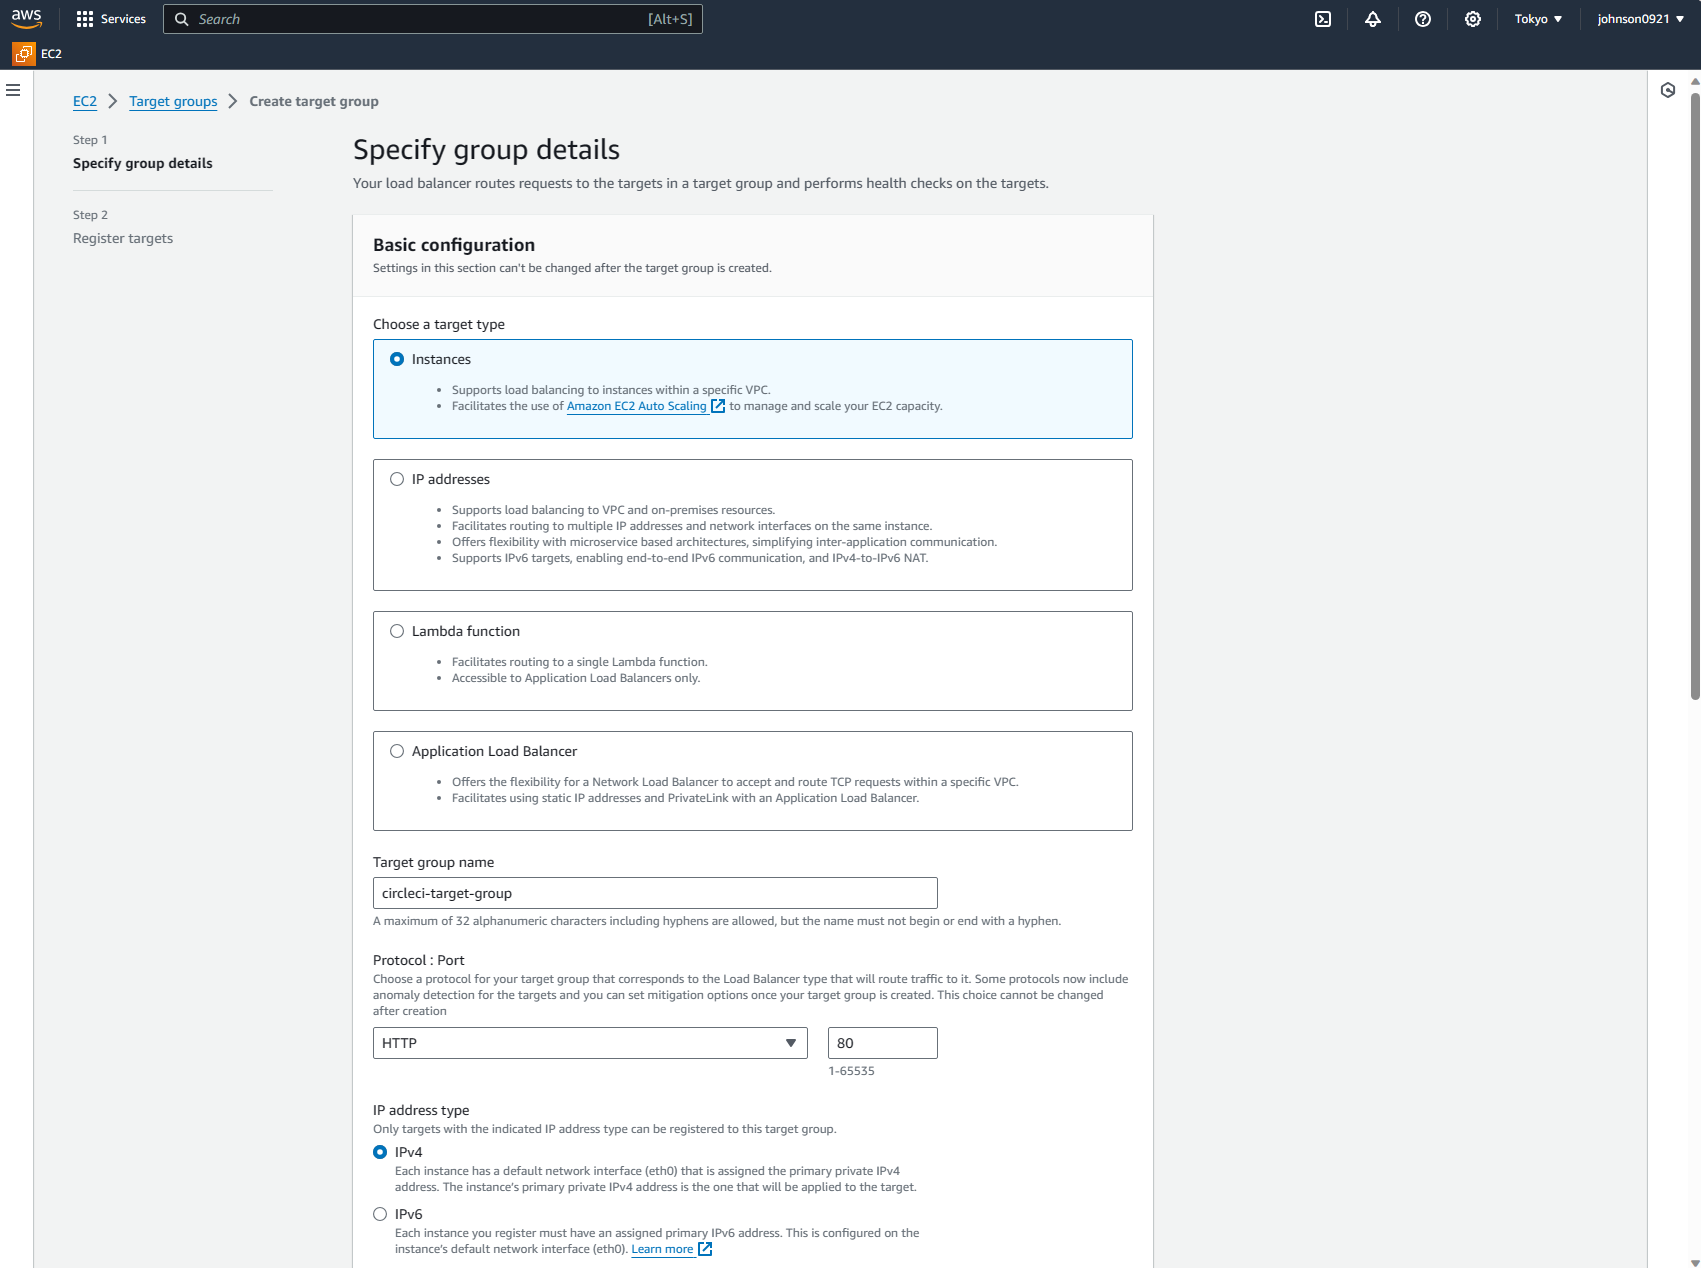 aws
Services
Search
[Alt+S]
Tokyo
johnson0921
EC2
EC2
Target groups
Create target group
Step 1
Specify group details
Step 2
Register targets
Specify group details
Your load balancer routes requests to the targets in a target group and performs health checks on the targets.
Basic configuration
Settings in this section can't be changed after the target group is created.
Choose a target type
Instances
Supports load balancing to instances within a specific VPC.
Facilitates the use of Amazon EC2 Auto Scaling to manage and scale your EC2 capacity.
IP addresses
Supports load balancing to VPC and on-premises resources.
Facilitates routing to multiple IP addresses and network interfaces on the same instance.
Offers flexibility with microservice based architectures, simplifying inter-application communication.
Supports IPv6 targets, enabling end-to-end IPv6 communication, and IPv4-to-IPv6 NAT.
Lambda function
Facilitates routing to a single Lambda function.
Accessible to Application Load Balancers only.
Application Load Balancer
Offers the flexibility for a Network Load Balancer to accept and route TCP requests within a specific VPC.
Facilitates using static IP addresses and PrivateLink with an Application Load Balancer.
Target group name
circleci-target-group
A maximum of 32 alphanumeric characters including hyphens are allowed, but the name must not begin or end with a hyphen.
Protocol : Port
Choose a protocol for your target group that corresponds to the Load Balancer type that will route traffic to it. Some protocols now include
anomaly detection for the targets and you can set mitigation options once your target group is created. This choice cannot be changed
after creation
HTTP
80
1-65535
IP address type
Only targets with the indicated IP address type can be registered to this target group.
IPv4
Each instance has a default network interface (eth0) that is assigned the primary private IPv4
address. The instance's primary private IPv4 address is the one that will be applied to the target.
IPv6
Each instance you register must have an assigned primary IPv6 address. This is configured on the
instance's default network interface (eth0). Learn more